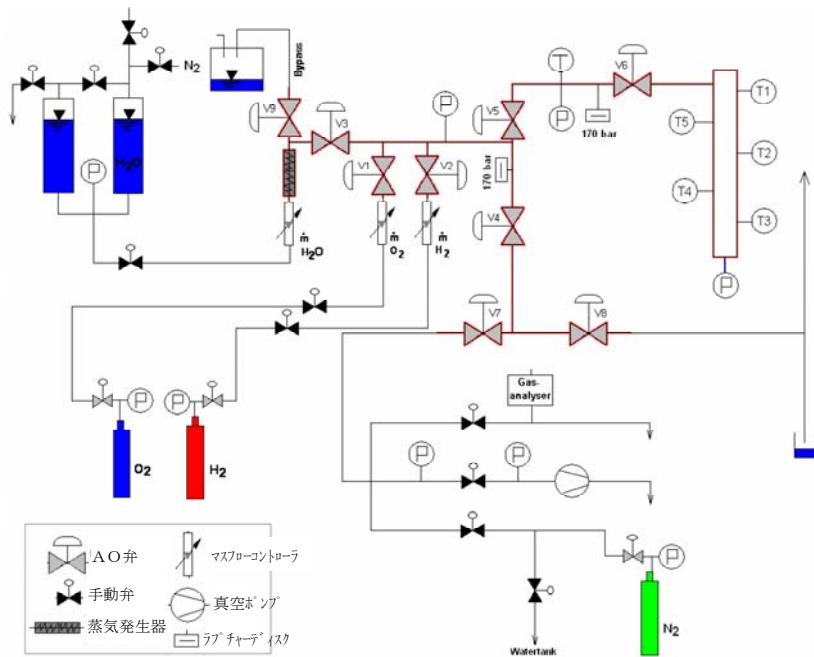 N2
Bypass
H2O
P
V9
V3
V1
V2
P
V5
170 bar
V4
T
P
170 bar
V6
T1
T5
T2
T4
T3
P
ṁ
H2O
ṁ
O2
ṁ
H2
V7
V8
P
O2
P
H2
Gas-
analyser
P
P
P
N2
Watertank
AO弁
マスフローコントローラ
手動弁
真空ポンプ
蒸気発生器
ラプチャーディスク